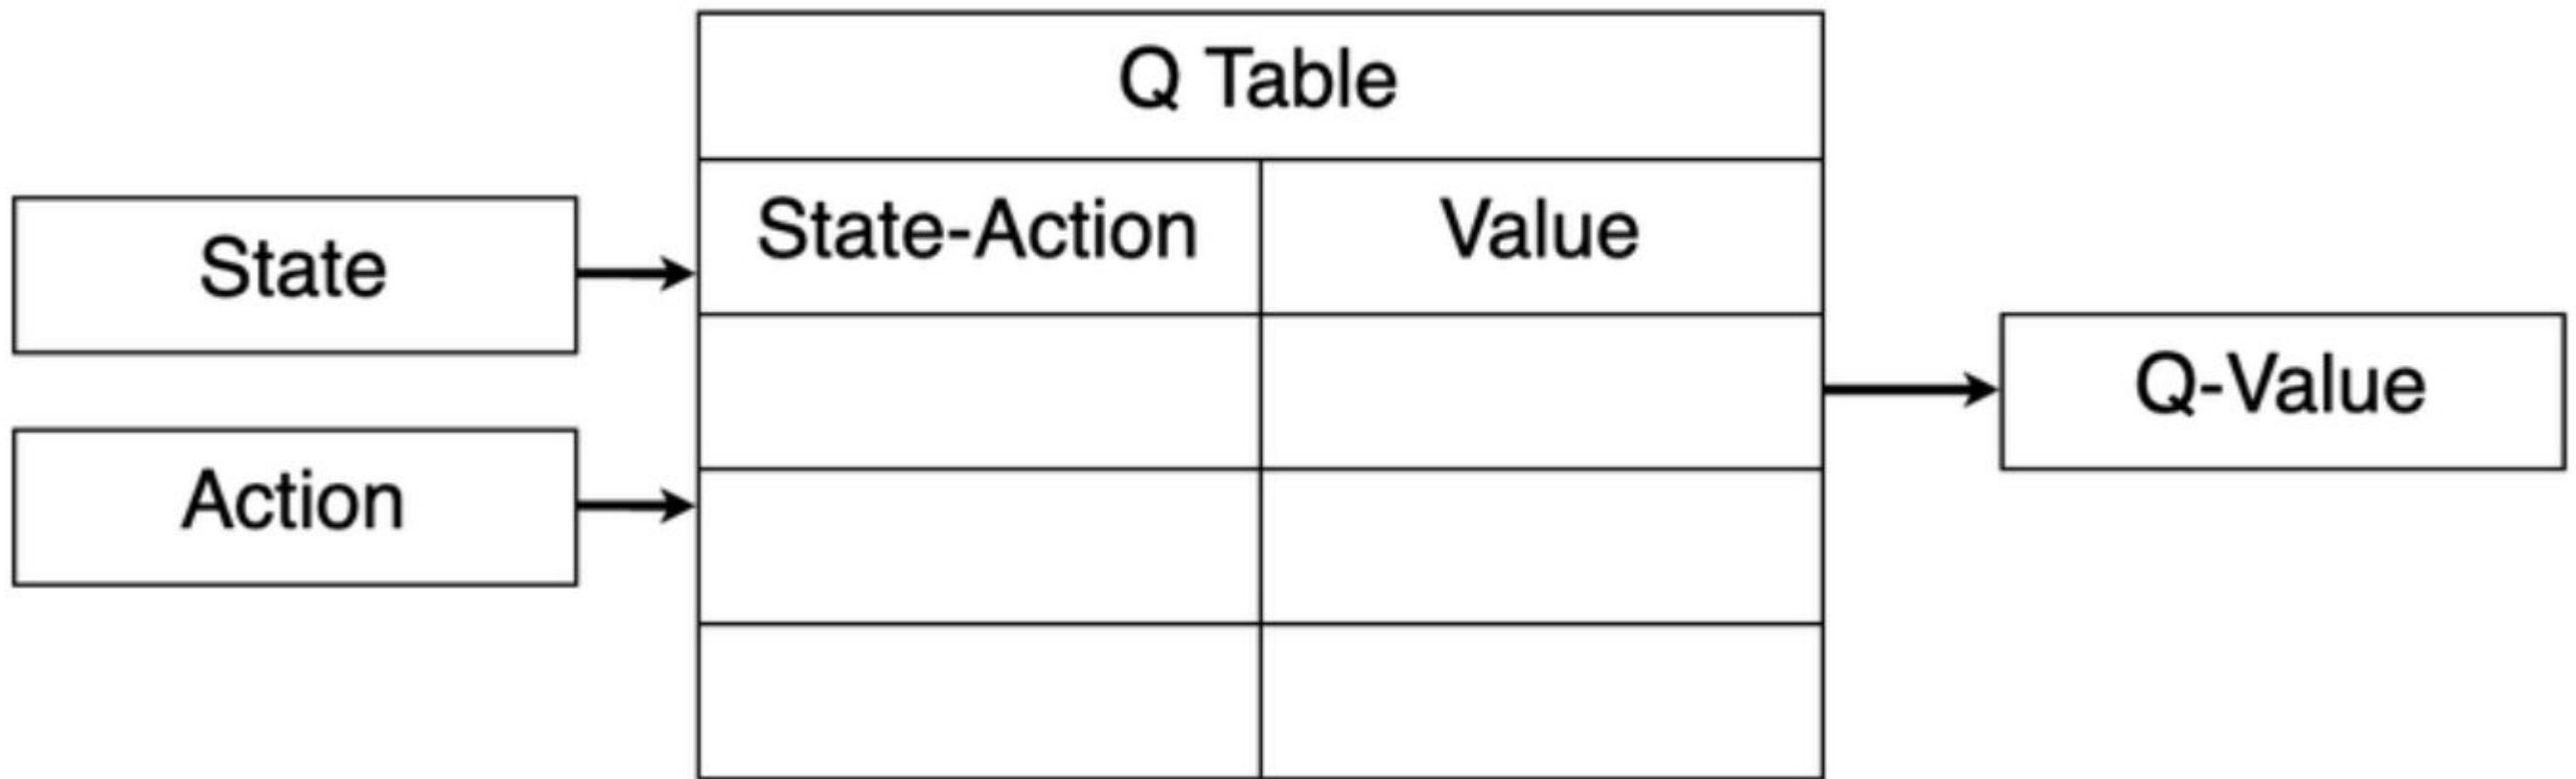 Q Table
State-Action
Value
State
Action
Q-Value